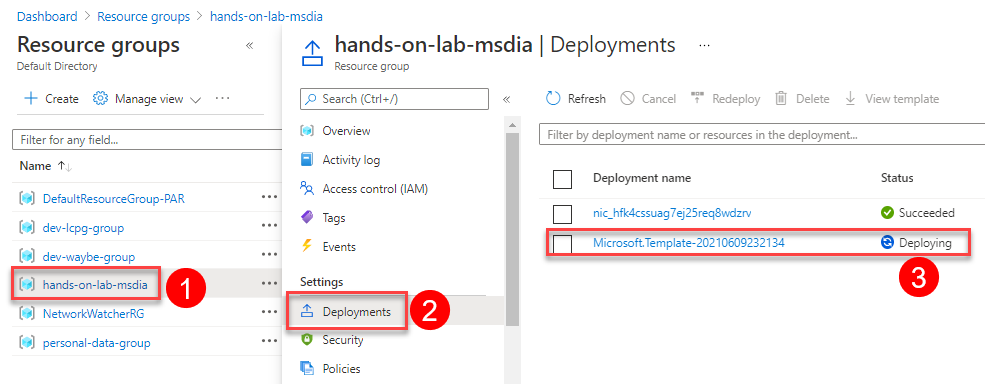 Dashboard > Resource groups > hands-on-lab-msdia
Resource groups «
Default Directory
+ Create Manage view ...
Filter for any field...
Name ↑↓
DefaultResourceGroup-PAR ...
dev-lcpg-group ...
dev-waybe-group ...
hands-on-lab-msdia ...
1
NetworkWatcherRG ...
personal-data-group ...
hands-on-lab-msdia | Deployments ...
Resource group
Search (Ctrl+/) «
Overview
Activity log
Access control (IAM)
Tags
Events
Settings
Deployments
2
Security
Policies
Refresh Cancel Redeploy Delete View template
Filter by deployment name or resources in the deployment...
Deployment name Status
nic_hfk4cssuag7ej25req8wdzrv Succeeded
Microsoft.Template-20210609232134 Deploying
3